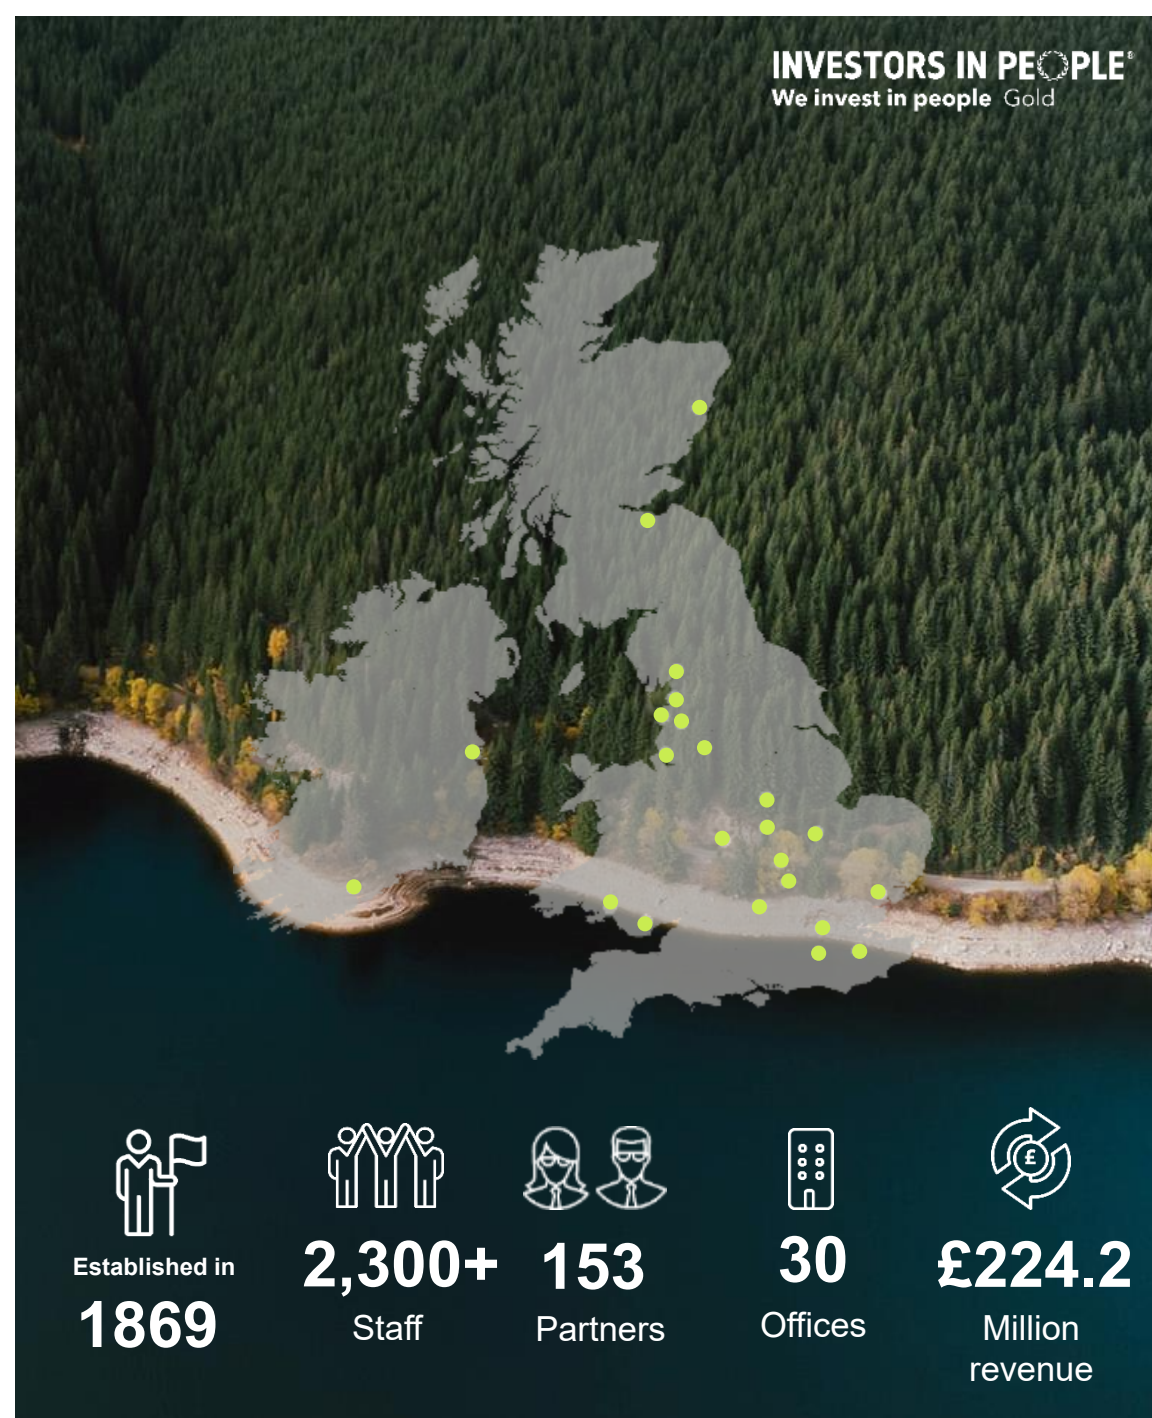 INVESTORS IN PEOPLE®
We invest in people Gold
£
Established in
1869
2,300+
Staff
153
Partners
30
Offices
£224.2
Million
revenue